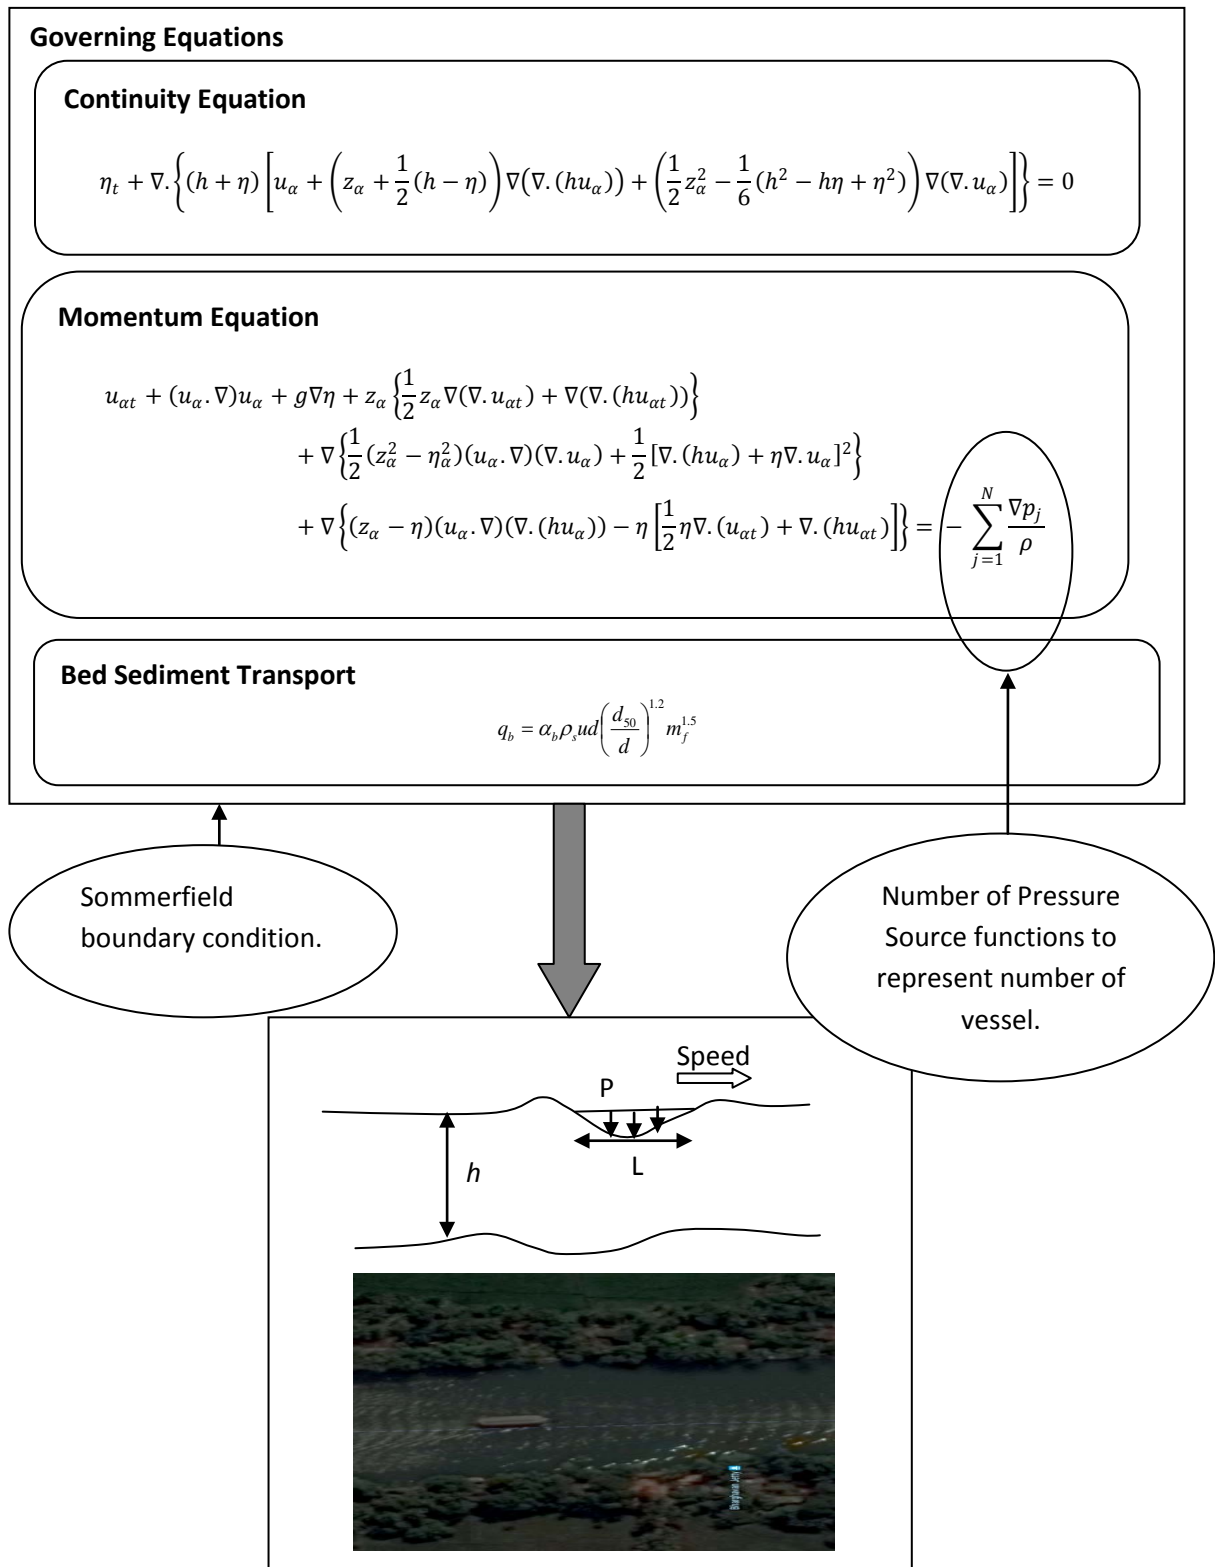 Governing Equations
Continuity Equation
η_t + ∇.{(h + η)[u_α + (z_α + 1/2(h − η))∇(∇.(hu_α)) + (1/2 z_α^2 − 1/6(h^2 − hη + η^2))∇(∇.u_α)]} = 0
Momentum Equation
u_αt + (u_α.∇)u_α + g∇η + z_α{1/2 z_α∇(∇.u_αt) + ∇(∇.(hu_αt))}
+ ∇{1/2(z_α^2 − η_α^2)(u_α.∇)(∇.u_α) + 1/2[∇.(hu_α) + η∇.u_α]^2}
+ ∇{(z_α − η)(u_α.∇)(∇.(hu_α)) − η[1/2 η∇.(u_αt) + ∇.(hu_αt)]} = − ∑_{j=1}^{N} ∇p_j/ρ
Bed Sediment Transport
q_b = α_b ρ_s ud(d_50/d)^1.2 m_f^1.5
Sommerfield
boundary condition.
Number of Pressure
Source functions to
represent number of
vessel.
Speed
P
L
h
Bharghavan Jetty